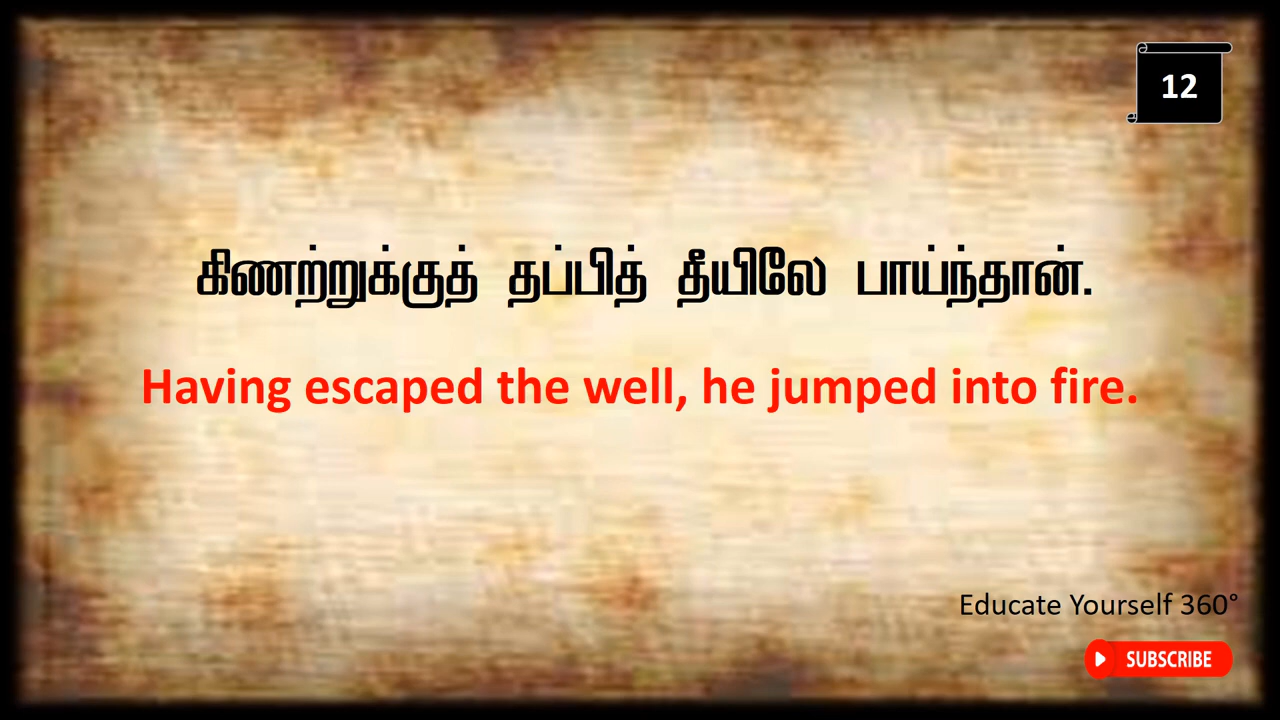 12
கிணற்றுக்குத் தப்பித் தீயிலே பாய்ந்தான்.
Having escaped the well, he jumped into fire.
Educate Yourself 360°
SUBSCRIBE